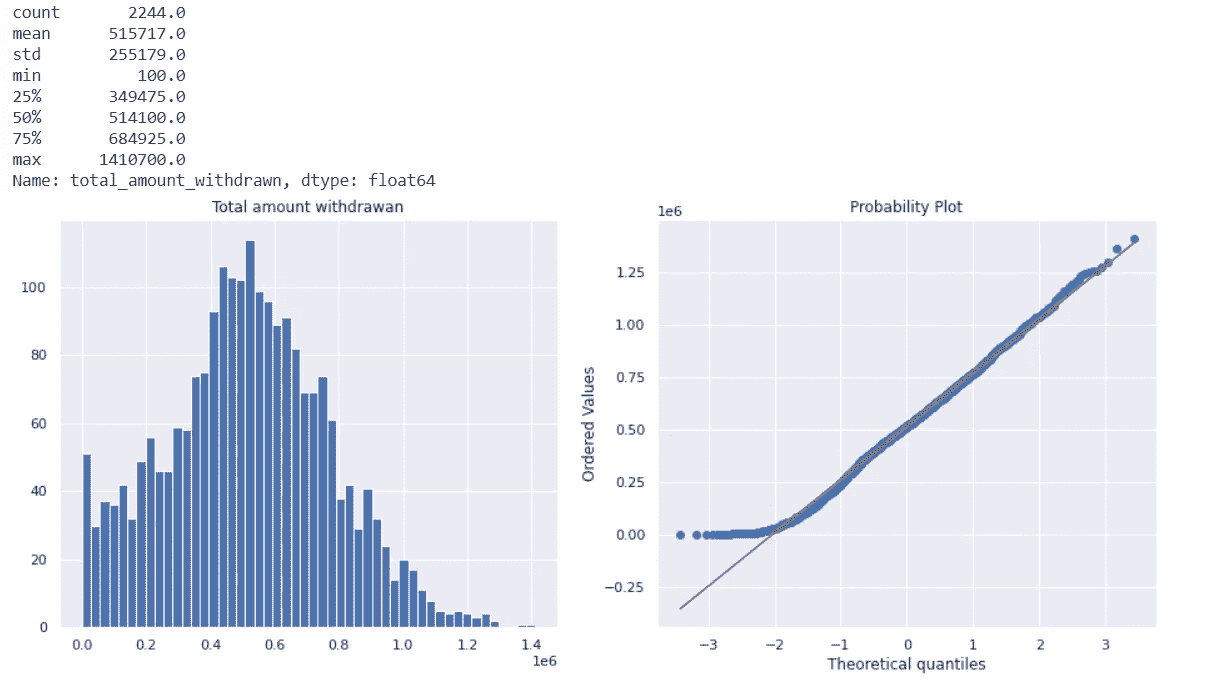 count 2244.0
mean 515717.0
std 255179.0
min 100.0
25% 349475.0
50% 514100.0
75% 684925.0
max 1410700.0
Name: total_amount_withdrawn, dtype: float64
Total amount withdrawan
100
80
60
40
20
0
0.0 0.2 0.4 0.6 0.8 1.0 1.2 1.4
1e6
Probability Plot
1e6
Ordered Values
1.25
1.00
0.75
0.50
0.25
0.00
−0.25
−3 −2 −1 0 1 2 3
Theoretical quantiles